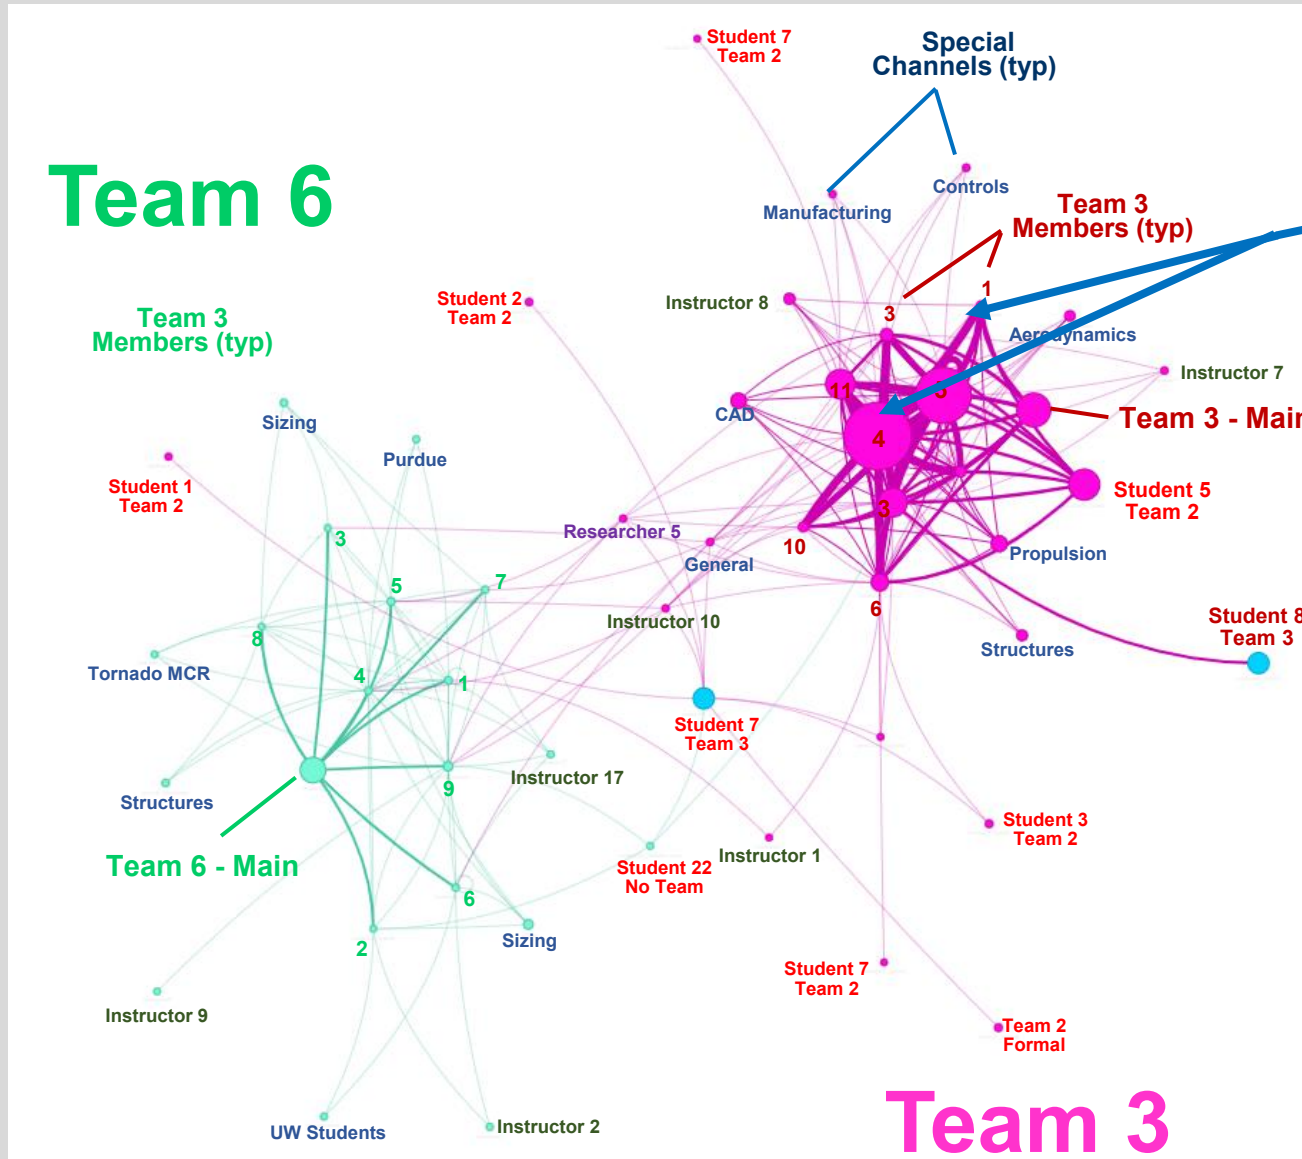 Student 7
Team 2
Special
Channels (typ)
Team 6
Controls
Manufacturing
Team 3
Members (typ)
Student 2
Team 2
Instructor 8
1
3
Team 3
Members (typ)
Aerodynamics
Instructor 7
11
5
CAD
Team 3 - Main
4
Sizing
Purdue
Student 1
Team 2
Student 5
Team 2
3
3
Researcher 5
10
General
Propulsion
5
7
6
Instructor 10
Student 8
Team 3
8
Structures
Tornado MCR
4
1
Student 7
Team 3
Structures
9
Instructor 17
Team 6 - Main
Student 22
No Team
Instructor 1
Student 3
Team 2
6
2
Sizing
Student 7
Team 2
Instructor 9
Team 2
Formal
Team 3
UW Students
Instructor 2